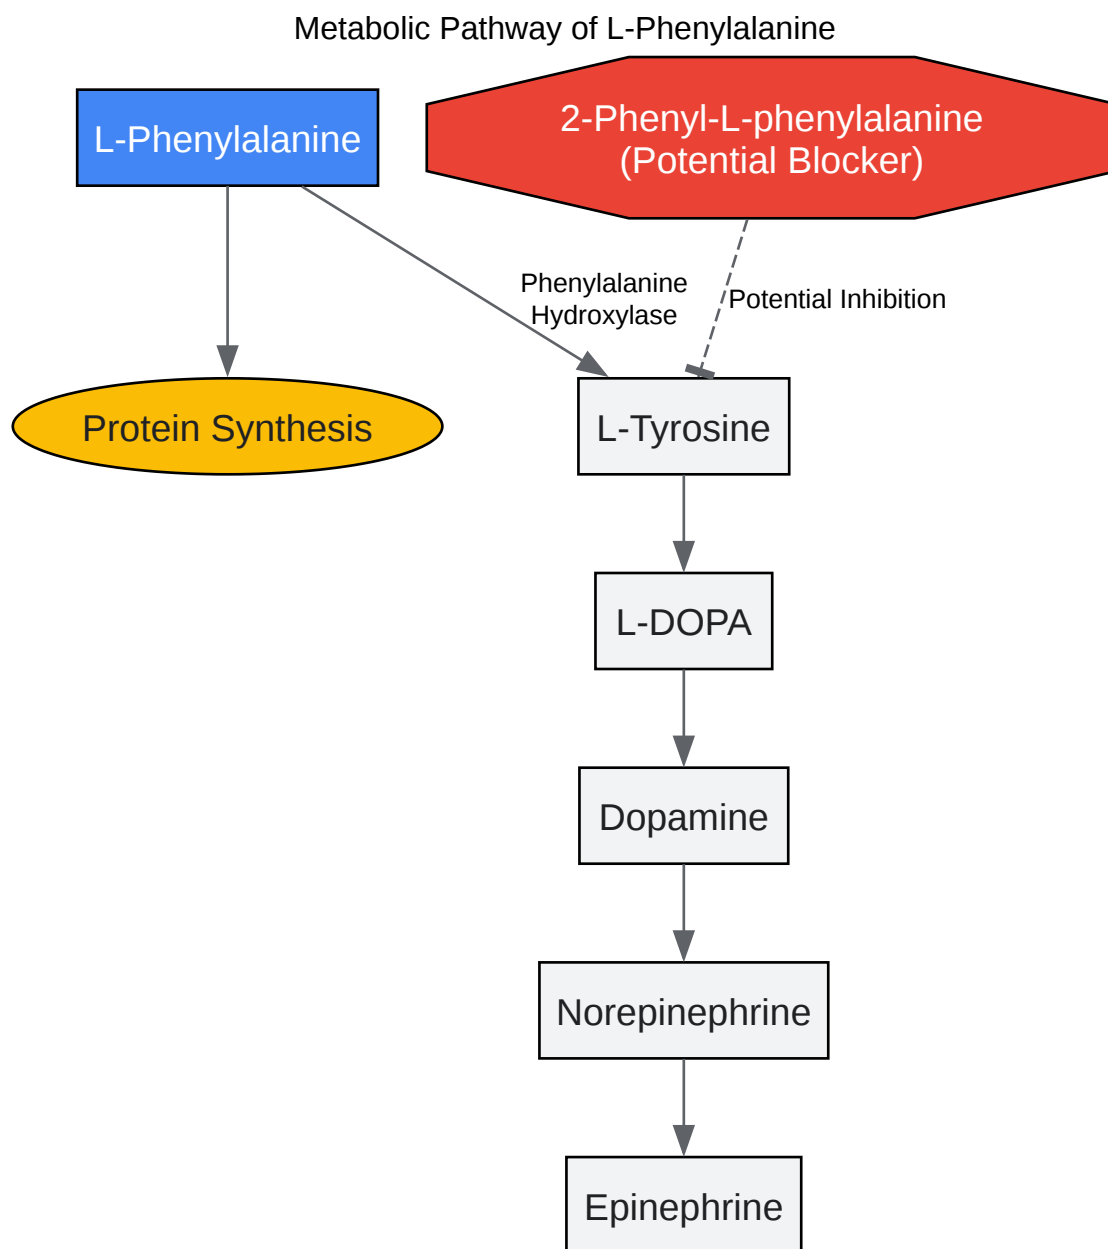 Metabolic Pathway of L-Phenylalanine
L-Phenylalanine
2-Phenyl-L-phenylalanine
(Potential Blocker)
Phenylalanine
Hydroxylase
Potential Inhibition
Protein Synthesis
L-Tyrosine
L-DOPA
Dopamine
Norepinephrine
Epinephrine